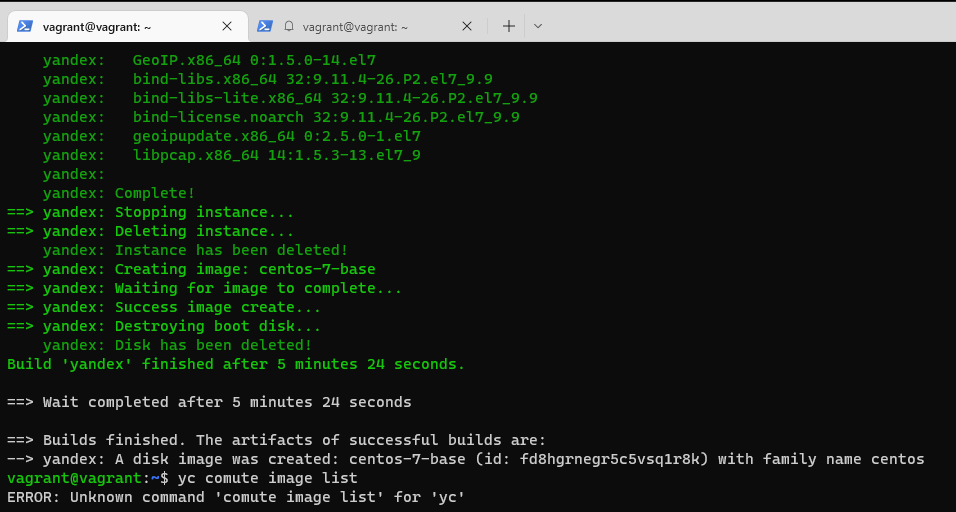 vagrant@vagrant: ~
vagrant@vagrant: ~
yandex: GeoIP.x86_64 0:1.5.0-14.el7
yandex: bind-libs.x86_64 32:9.11.4-26.P2.el7_9.9
yandex: bind-libs-lite.x86_64 32:9.11.4-26.P2.el7_9.9
yandex: bind-license.noarch 32:9.11.4-26.P2.el7_9.9
yandex: geoipupdate.x86_64 0:2.5.0-1.el7
yandex: libpcap.x86_64 14:1.5.3-13.el7_9
yandex:
yandex: Complete!
==> yandex: Stopping instance...
==> yandex: Deleting instance...
yandex: Instance has been deleted!
==> yandex: Creating image: centos-7-base
==> yandex: Waiting for image to complete...
==> yandex: Success image create...
==> yandex: Destroying boot disk...
yandex: Disk has been deleted!
Build 'yandex' finished after 5 minutes 24 seconds.
==> Wait completed after 5 minutes 24 seconds
==> Builds finished. The artifacts of successful builds are:
--> yandex: A disk image was created: centos-7-base (id: fd8hgrnegr5c5vsq1r8k) with family name centos
vagrant@vagrant:~$ yc comute image list
ERROR: Unknown command 'comute image list' for 'yc'